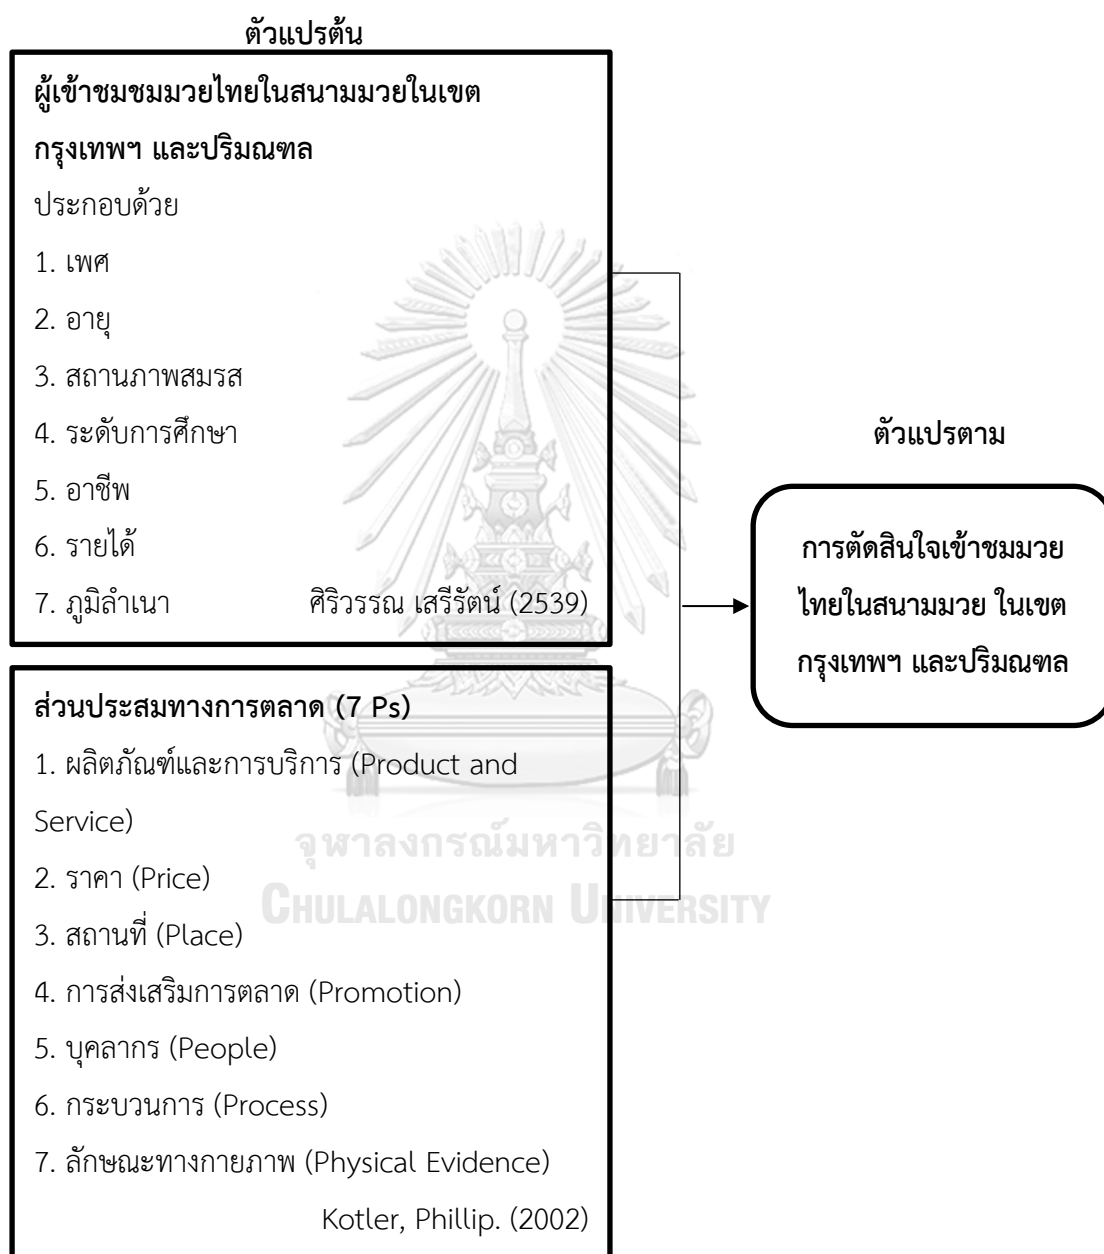 ตัวแปรต้น
ผู้เข้าชมชมมวยไทยในสนามมวยในเขต
กรุงเทพฯ และปริมณฑล
ประกอบด้วย
1. เพศ
2. อายุ
3. สถานภาพสมรส
4. ระดับการศึกษา
5. อาชีพ
6. รายได้
7. ภูมิลำเนา ศิริวรรณ เสรีรัตน์ (2539)
ส่วนประสมทางการตลาด (7 Ps)
1. ผลิตภัณฑ์และการบริการ (Product and
Service)
2. ราคา (Price)
3. สถานที่ (Place)
4. การส่งเสริมการตลาด (Promotion)
5. บุคลากร (People)
6. กระบวนการ (Process)
7. ลักษณะทางกายภาพ (Physical Evidence)
Kotler, Phillip. (2002)
ตัวแปรตาม
การตัดสินใจเข้าชมมวย
ไทยในสนามมวย ในเขต
กรุงเทพฯ และปริมณฑล
จุฬาลงกรณ์มหาวิทยาลัย
CHULALONGKORN UNIVERSITY